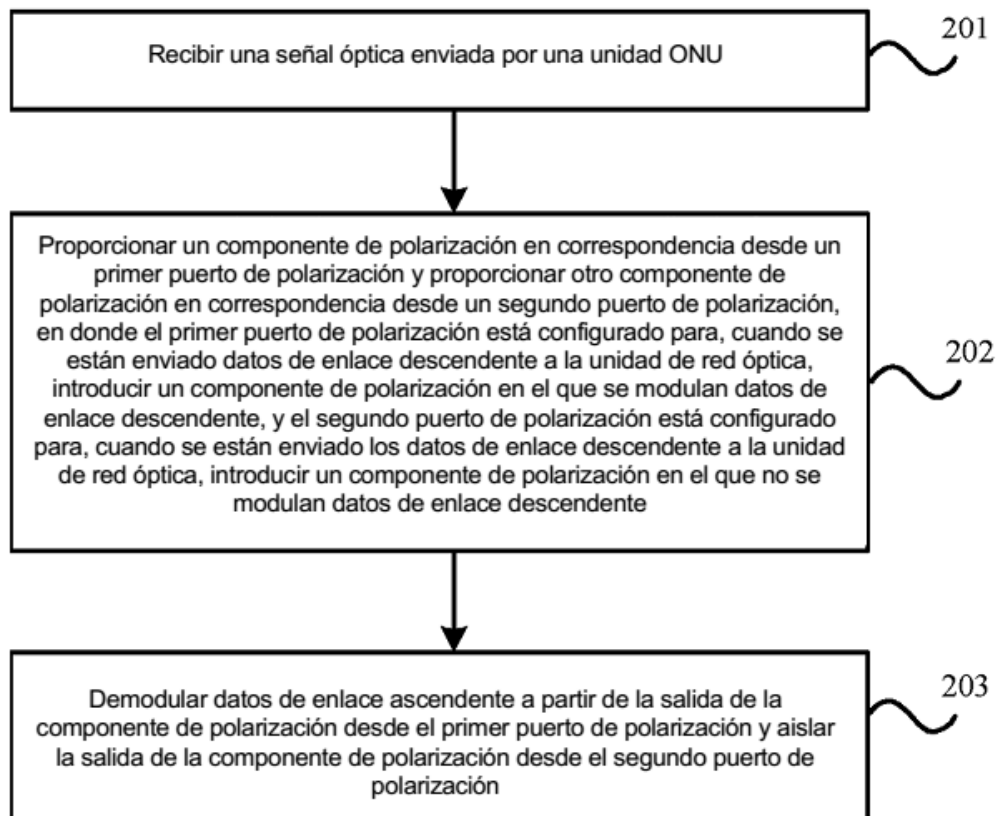 201
Recibir una señal óptica enviada por una unidad ONU
Proporcionar un componente de polarización en correspondencia desde un
primer puerto de polarización y proporcionar otro componente de
polarización en correspondencia desde un segundo puerto de polarización,
en donde el primer puerto de polarización está configurado para, cuando se
están enviado datos de enlace descendente a la unidad de red óptica,
introducir un componente de polarización en el que se modulan datos de
enlace descendente, y el segundo puerto de polarización está configurado
para, cuando se están enviado los datos de enlace descendente a la unidad
de red óptica, introducir un componente de polarización en el que no se
modulan datos de enlace descendente
202
Demodular datos de enlace ascendente a partir de la salida de la
componente de polarización desde el primer puerto de polarización y aislar
la salida de la componente de polarización desde el segundo puerto de
polarización
203